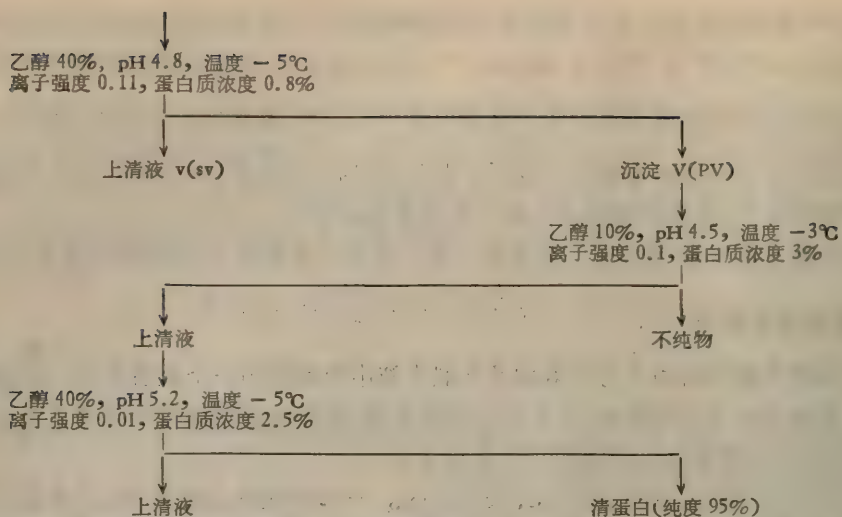 乙醇 40%, pH 4.8, 温度 - 5℃
离子强度 0.11, 蛋白质浓度 0.8%
上清液 v(sv)
沉淀 V(PV)
乙醇 10%, pH 4.5, 温度 -3℃
离子强度 0.1, 蛋白质浓度 3%
上清液
不纯物
乙醇 40%, pH 5.2, 温度 - 5℃
离子强度 0.01, 蛋白质浓度 2.5%
上清液
清蛋白(纯度 95%)